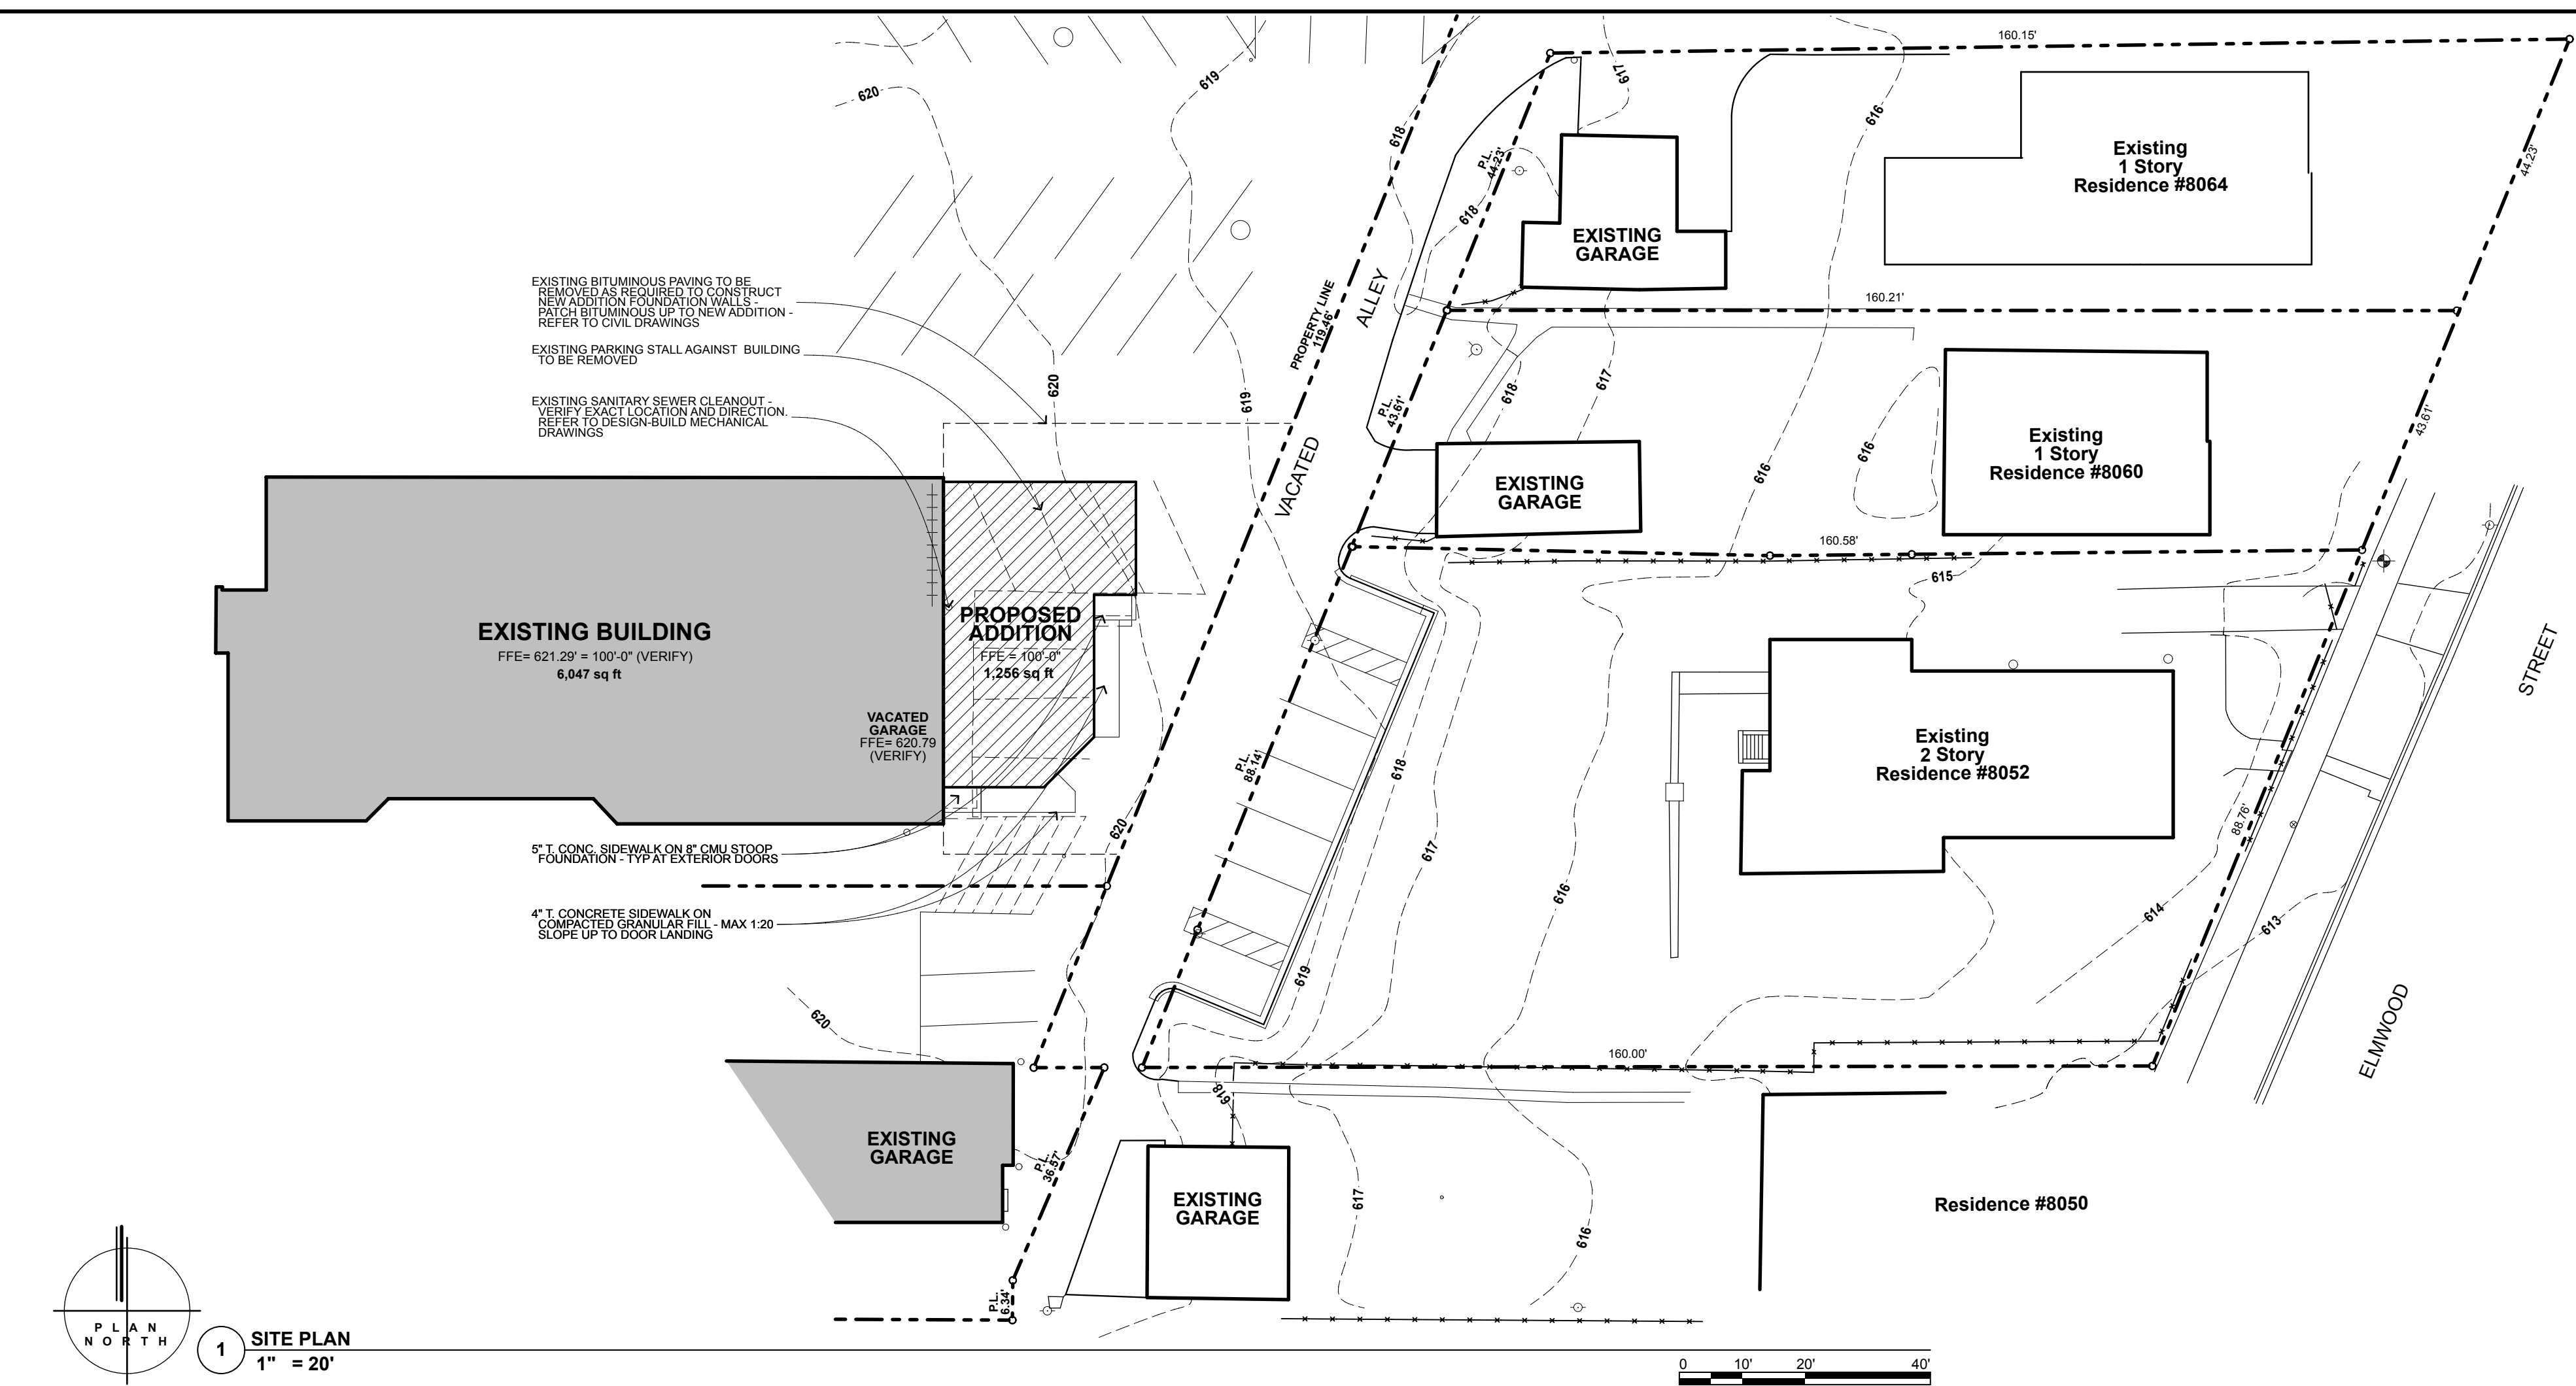 160.15'
617
619
620
616
618
P.L.
44.23'
618
Existing
1 Story
Residence #8064
44.23'
EXISTING
GARAGE
EXISTING BITUMINOUS PAVING TO BE
REMOVED AS REQUIRED TO CONSTRUCT
NEW ADDITION FOUNDATION WALLS -
PATCH BITUMINOUS UP TO NEW ADDITION -
REFER TO CIVIL DRAWINGS
PROPERTY LINE
119.46'
ALLEY
160.21'
EXISTING PARKING STALL AGAINST BUILDING
TO BE REMOVED
620
619
618
617
P.L.
43.61'
EXISTING SANITARY SEWER CLEANOUT -
VERIFY EXACT LOCATION AND DIRECTION.
REFER TO DESIGN-BUILD MECHANICAL
DRAWINGS
VACATED
616
616
Existing
1 Story
Residence #8060
43.61'
EXISTING
GARAGE
160.58'
615
EXISTING BUILDING
FFE= 621.29' = 100'-0" (VERIFY)
6,047 sq ft
PROPOSED
ADDITION
FFE = 100'-0"
1,256 sq ft
VACATED
GARAGE
FFE= 620.79
(VERIFY)
P.L.
88.14'
618
Existing
2 Story
Residence #8052
STREET
88.76'
620
617
616
5" T. CONC. SIDEWALK ON 8" CMU STOOP
FOUNDATION - TYP AT EXTERIOR DOORS
4" T. CONCRETE SIDEWALK ON
COMPACTED GRANULAR FILL - MAX 1:20
SLOPE UP TO DOOR LANDING
614
613
619
620
ELMWOOD
160.00'
618
EXISTING
GARAGE
P.L.
36.57'
EXISTING
GARAGE
617
616
Residence #8050
P.L.
6.34'
PLAN
NORTH
1
SITE PLAN
1" = 20'
0 10' 20' 40'